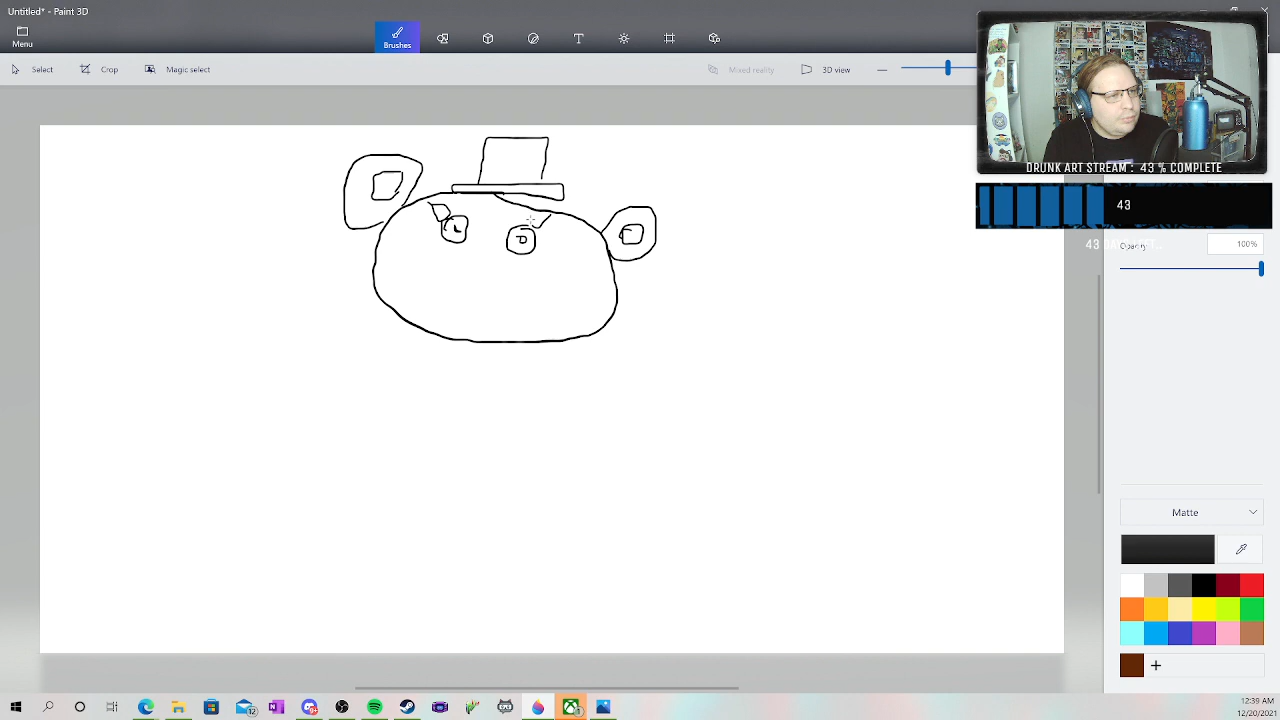 Untitled* - Paint 3D
Menu
Brushes
Select
Crop
Magic select
Mixed reality
3D view
DRUNK ART STREAM : 43 % COMPLETE
43
43
Opacity
100%
Matte
12:39 AM
12/20/2021